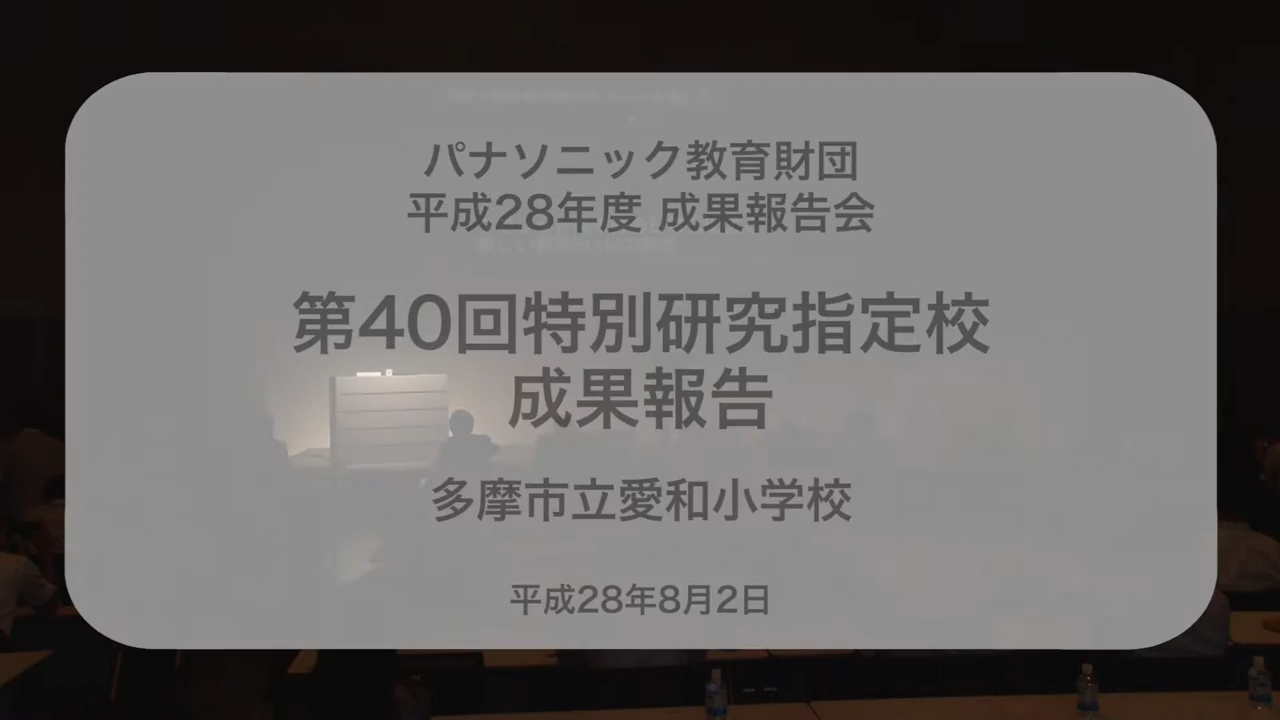 パナソニック教育財団
平成28年度 成果報告会
第40回特別研究指定校
成果報告
多摩市立愛和小学校
平成28年8月2日